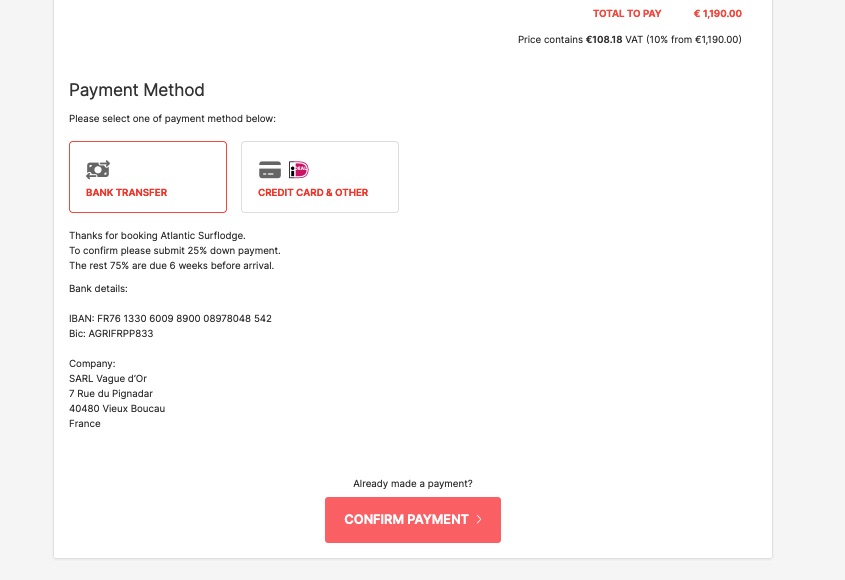 TOTAL TO PAY € 1,190.00
Price contains €108.18 VAT (10% from €1,190.00)
Payment Method
Please select one of payment method below:
iDEAL
BANK TRANSFER
CREDIT CARD & OTHER
Thanks for booking Atlantic Surflodge.
To confirm please submit 25% down payment.
The rest 75% are due 6 weeks before arrival.
Bank details:
IBAN: FR76 1330 6009 8900 08978048 542
Bic: AGRIFRPP833
Company:
SARL Vague d'Or
7 Rue du Pignadar
40480 Vieux Boucau
France
Already made a payment?
CONFIRM PAYMENT